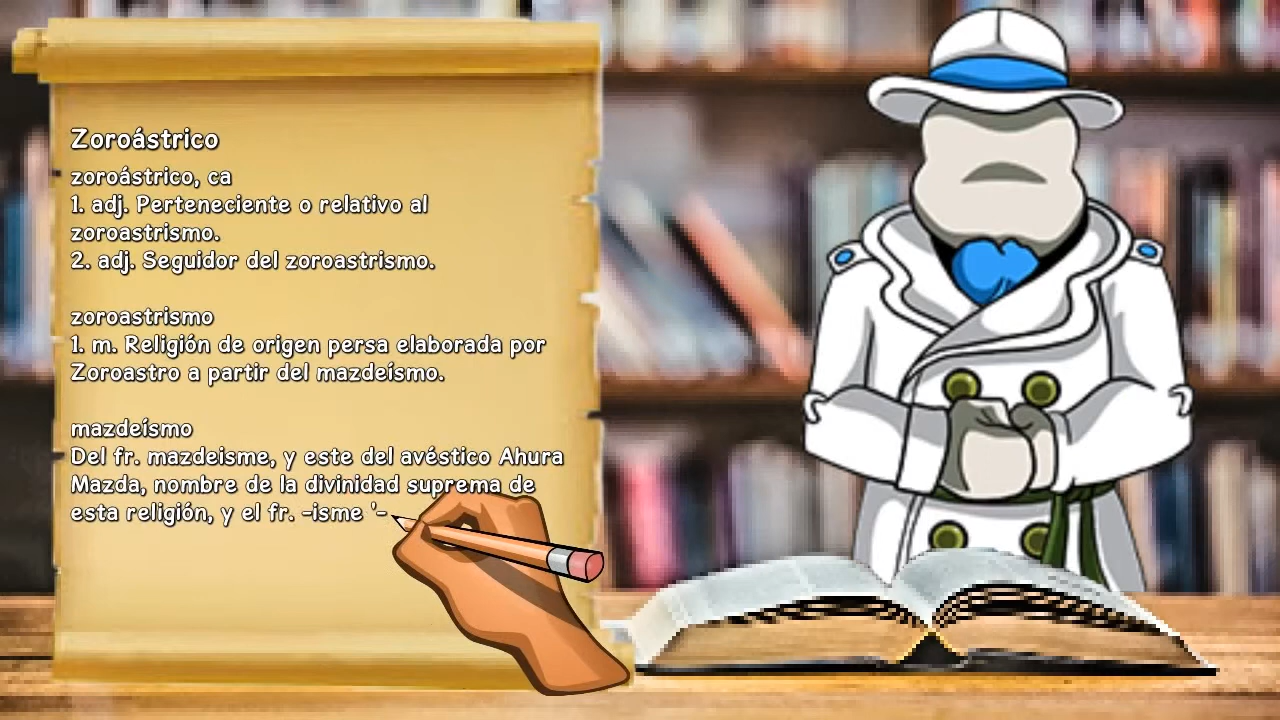 Zoroástrico
zoroástrico, ca
1. adj. Perteneciente o relativo al
zoroastrismo.
2. adj. Seguidor del zoroastrismo.
zoroastrismo
1. m. Religión de origen persa elaborada por
Zoroastro a partir del mazdeísmo.
mazdeísmo
Del fr. mazdeisme, y este del avéstico Ahura
Mazda, nombre de la divinidad suprema de
esta religión, y el fr. -isme '-